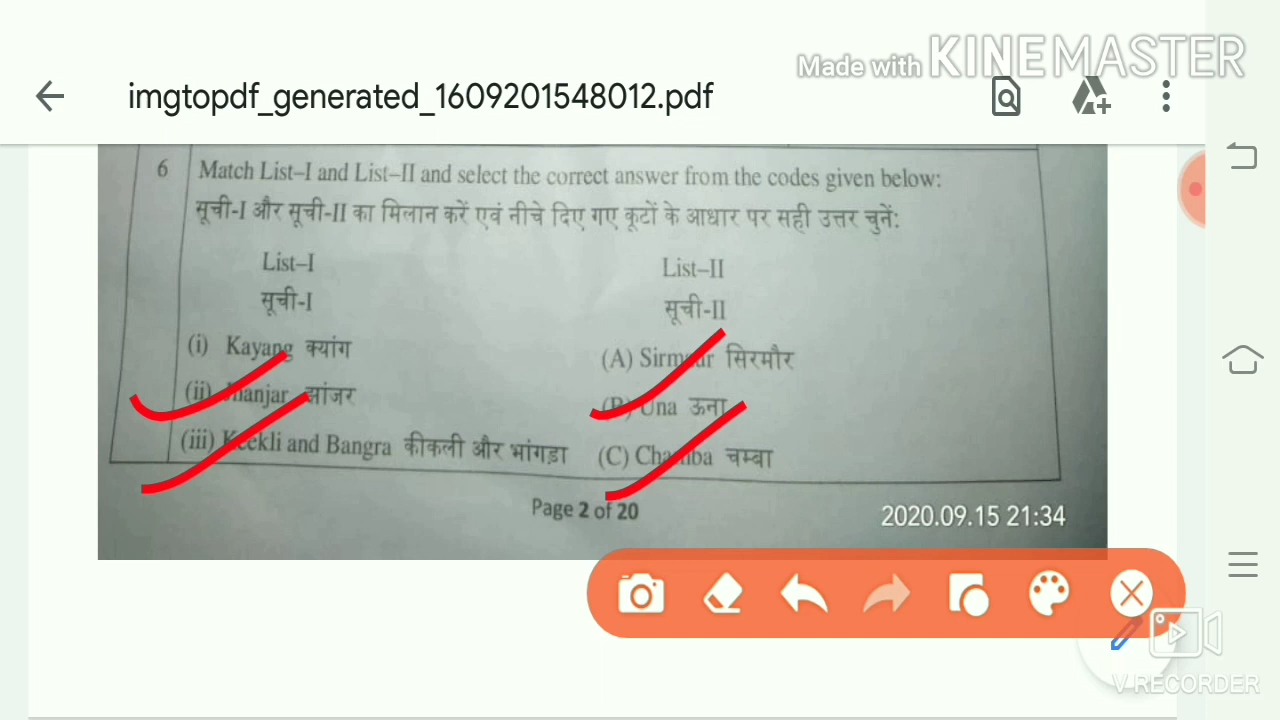 Made with KINEMASTER
imgtopdf_generated_1609201548012.pdf
6 Match List–I and List–II and select the correct answer from the codes given below:
सूची-I और सूची-II का मिलान करें एवं नीचे दिए गए कूटों के आधार पर सही उत्तर चुनें:
List–I List–II
सूची-I सूची-II
(i) Kayang क्यांग (A) Sirmaur सिरमौर
(ii) Jhanjar झांजर (B) Una ऊना
(iii) Keekli and Bangra कीकली और भांगड़ा (C) Chamba चम्बा
Page 2 of 20
2020.09.15 21:34
V RECORDER